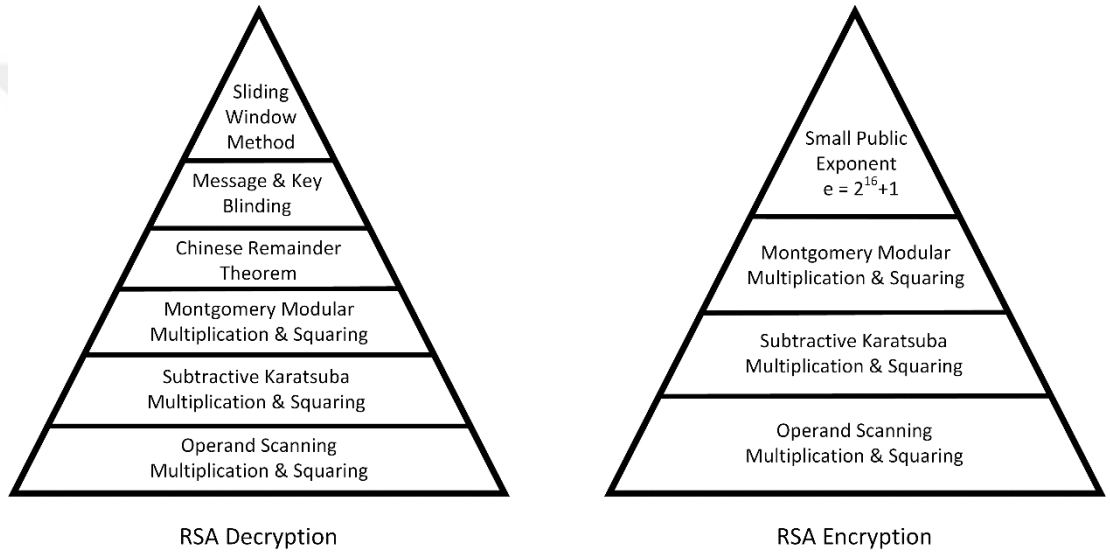 Sliding
Window
Method
Message & Key
Blinding
Chinese Remainder
Theorem
Montgomery Modular
Multiplication & Squaring
Subtractive Karatsuba
Multiplication & Squaring
Operand Scanning
Multiplication & Squaring
RSA Decryption
Small Public
Exponent
e = 2^16+1
Montgomery Modular
Multiplication & Squaring
Subtractive Karatsuba
Multiplication & Squaring
Operand Scanning
Multiplication & Squaring
RSA Encryption